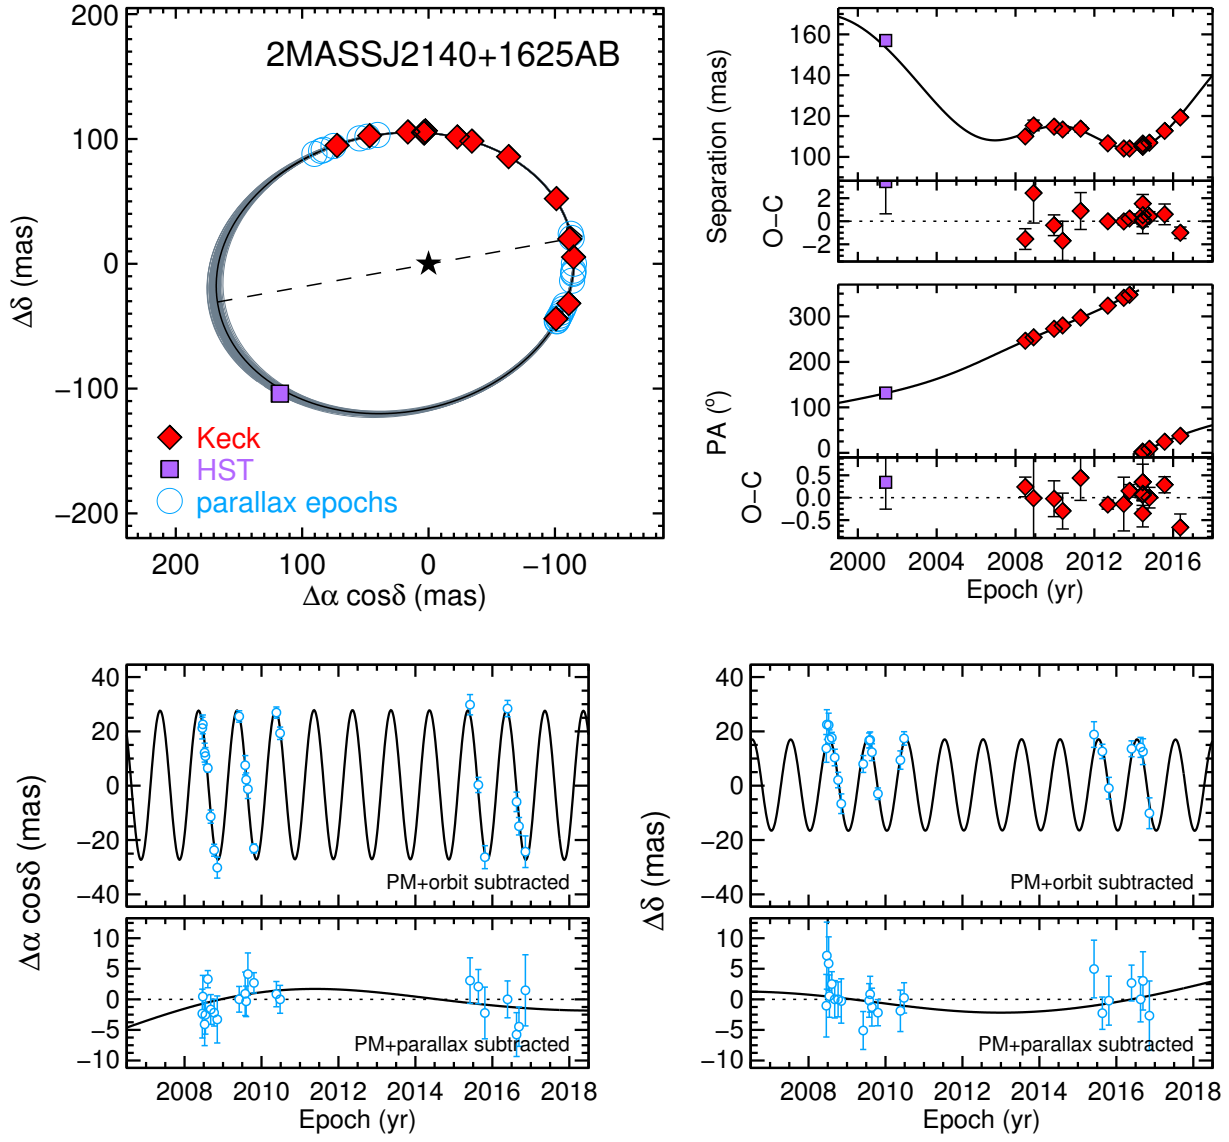 2MASSJ2140+1625AB
200
100
0
−100
−200
Δδ (mas)
200 100 0 −100
Δα cosδ (mas)
Keck
HST
parallax epochs
160
140
120
100
Separation (mas)
2
0
−2
O−C
300
200
100
0
PA (°)
0.5
0.0
−0.5
O−C
2000 2004 2008 2012 2016
Epoch (yr)
40
20
0
−20
−40
Δα cosδ (mas)
PM+orbit subtracted
10
5
0
−5
−10
PM+parallax subtracted
2008 2010 2012 2014 2016 2018
Epoch (yr)
40
20
0
−20
−40
Δδ (mas)
PM+orbit subtracted
10
5
0
−5
−10
PM+parallax subtracted
2008 2010 2012 2014 2016 2018
Epoch (yr)